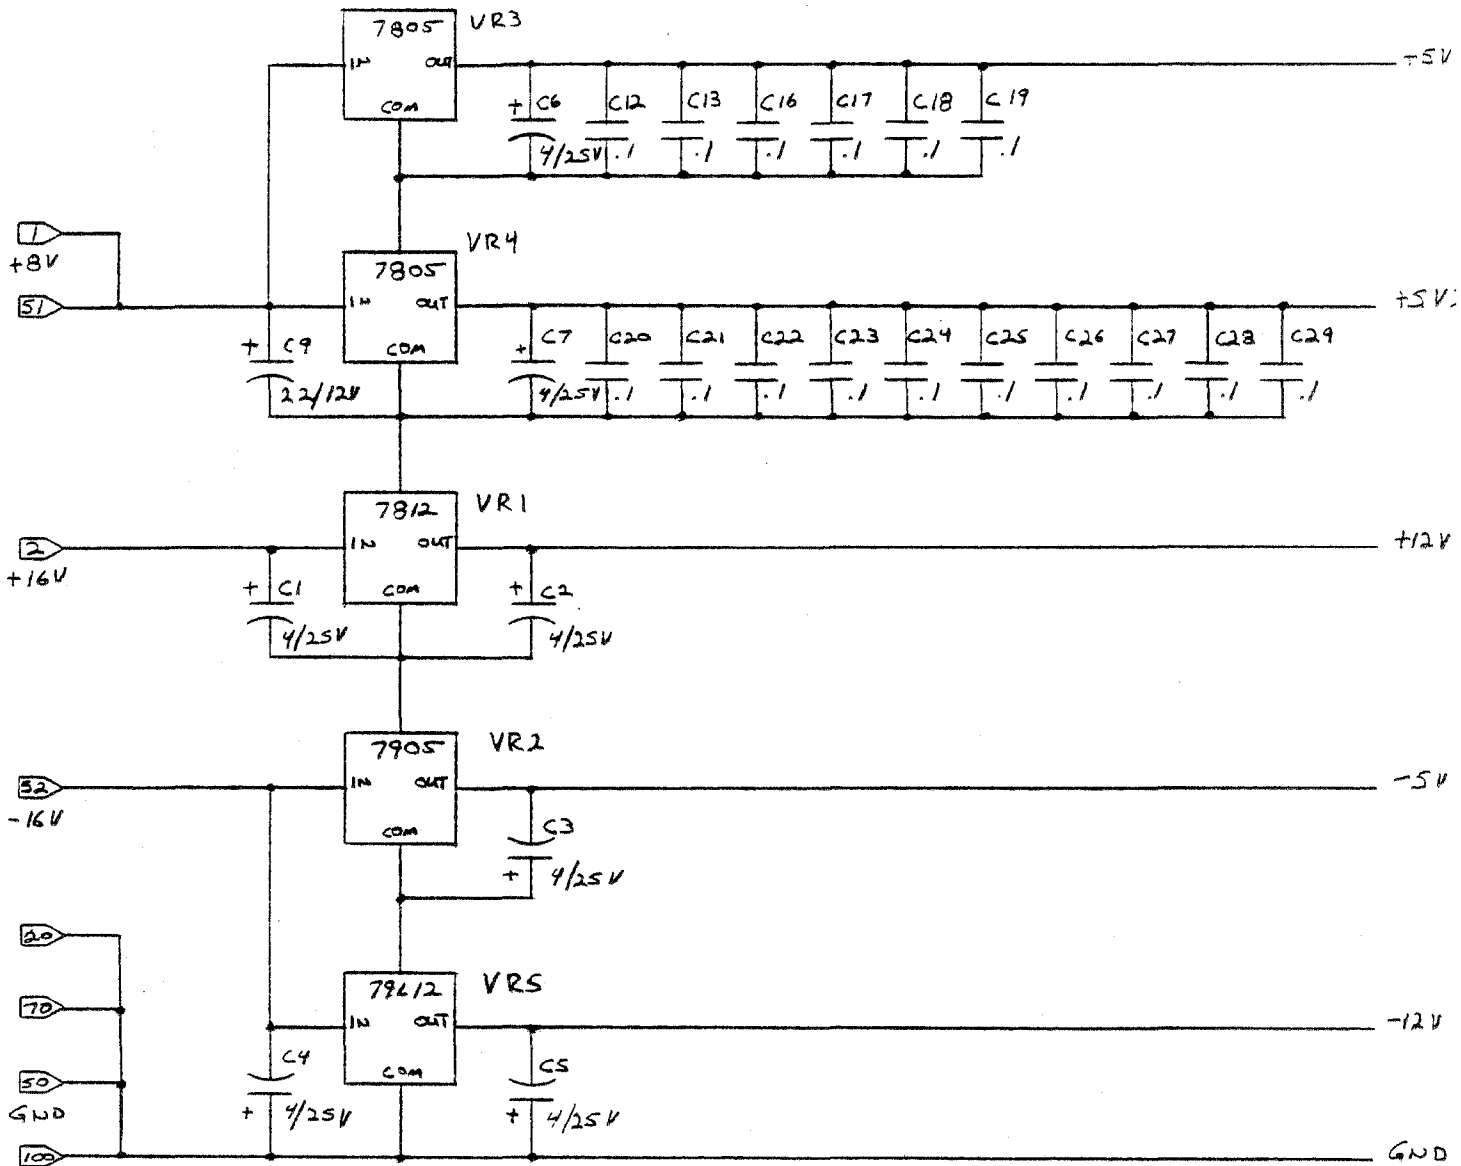 7805 VR3
IN OUT
COM
+5V
+ C6 C12 C13 C16 C17 C18 C19
4/25V .1 .1 .1 .1 .1 .1
1
+8V
51
VR4
7805
IN OUT
COM
+5V
+ C9
22/12V
+ C7 C20 C21 C22 C23 C24 C25 C26 C27 C28 C29
4/25V .1 .1 .1 .1 .1 .1 .1 .1 .1 .1
2
+16V
7812 VR1
IN OUT
COM
+12V
+ C1
4/25V
+ C2
4/25V
52
-16V
7905 VR2
IN OUT
COM
-5V
C3
+ 4/25V
20
70
50
GND
100
79L12 VR5
IN OUT
COM
-12V
C4
+ 4/25V
C5
+ 4/25V
GND